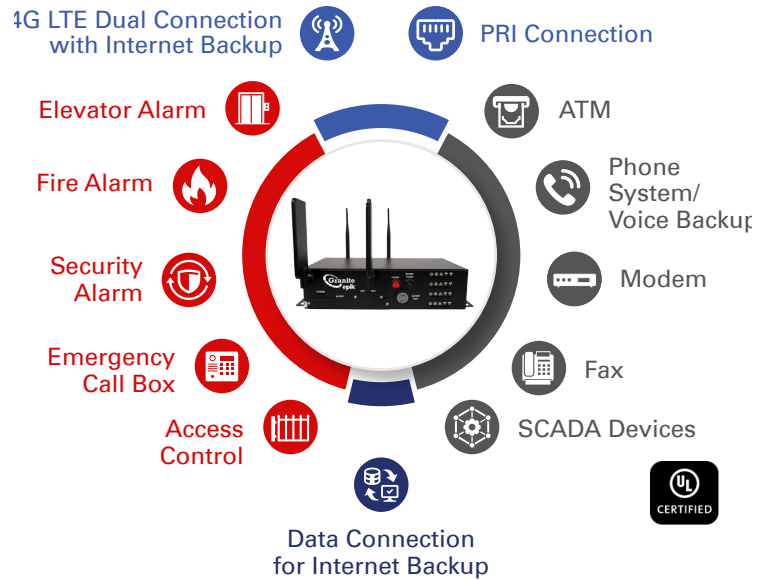 4G LTE Dual Connection
with Internet Backup
PRI Connection
Elevator Alarm
ATM
Fire Alarm
Phone
System/
Voice Backup
Security
Alarm
Granite
epik
Modem
Emergency
Call Box
Fax
Access
Control
SCADA Devices
UL
CERTIFIED
Data Connection
for Internet Backup